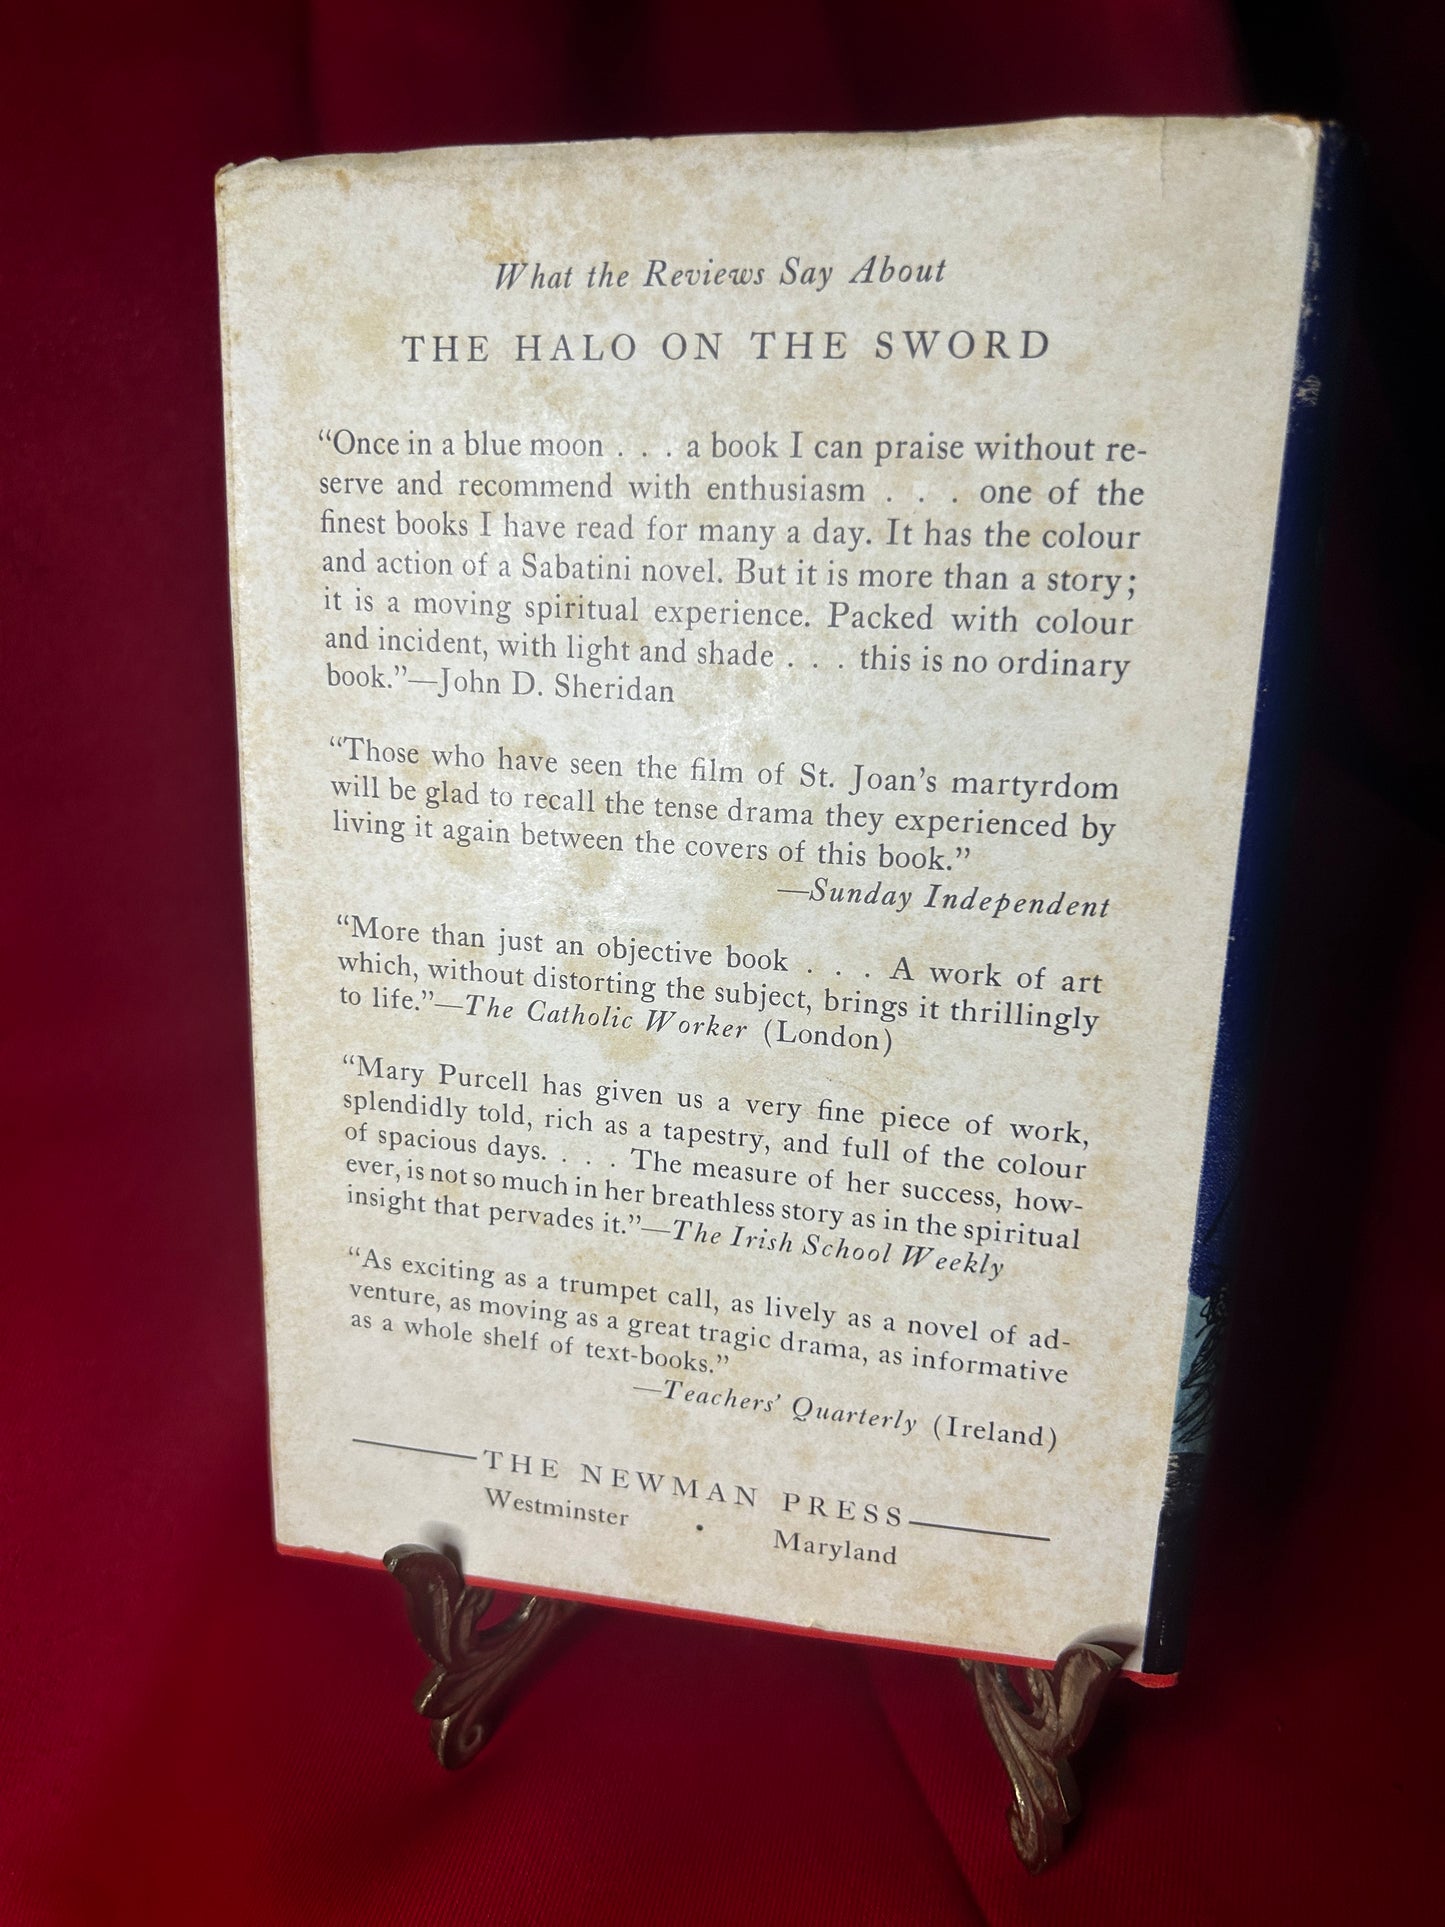 What the Reviews Say About
THE HALO ON THE SWORD
“Once in a blue moon . . . a book I can praise without re-
serve and recommend with enthusiasm . . . one of the
finest books I have read for many a day. It has the colour
and action of a Sabatini novel. But it is more than a story;
it is a moving spiritual experience. Packed with colour
and incident, with light and shade . . . this is no ordinary
book.”—John D. Sheridan
“Those who have seen the film of St. Joan’s martyrdom
will be glad to recall the tense drama they experienced by
living it again between the covers of this book.”
—Sunday Independent
“More than just an objective book . . . A work of art
which, without distorting the subject, brings it thrillingly
to life.”—The Catholic Worker (London)
“Mary Purcell has given us a very fine piece of work,
splendidly told, rich as a tapestry, and full of the colour
of spacious days. . . . The measure of her success, how-
ever, is not so much in her breathless story as in the spiritual
insight that pervades it.”—The Irish School Weekly
“As exciting as a trumpet call, as lively as a novel of ad-
venture, as moving as a great tragic drama, as informative
as a whole shelf of text-books.”
—Teachers’ Quarterly (Ireland)
THE NEWMAN PRESS
Westminster • Maryland